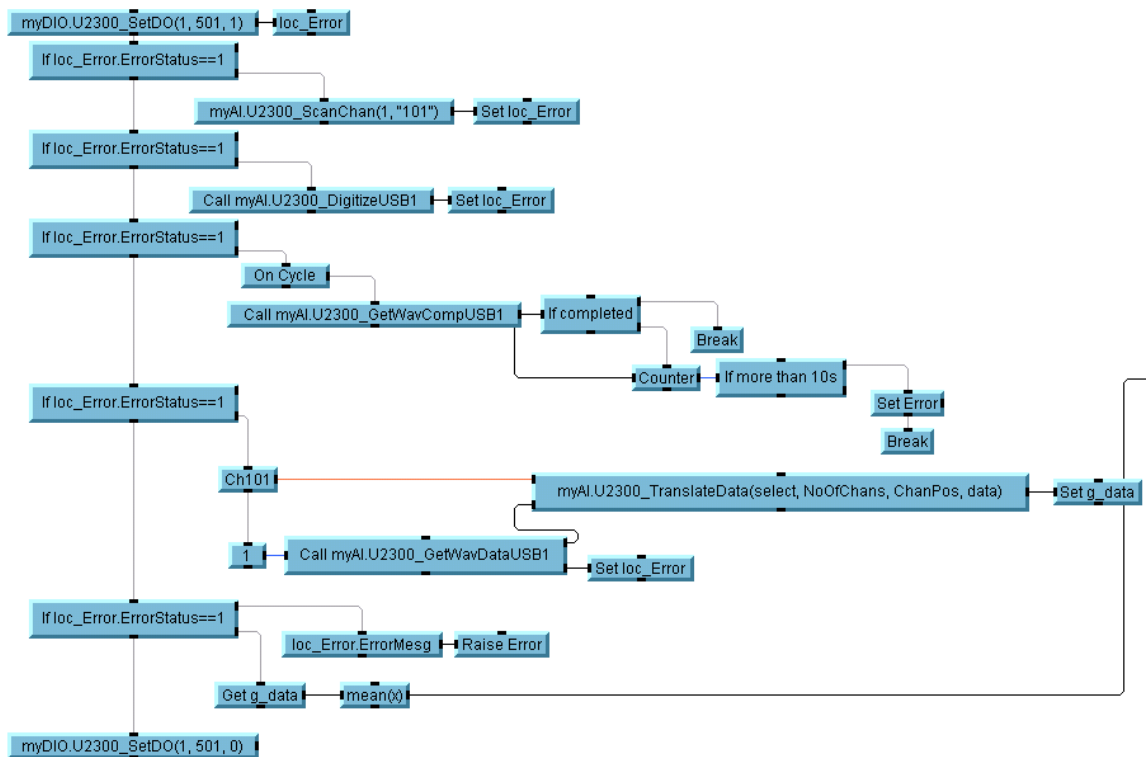 myDIO.U2300_SetDO(1, 501, 1)
loc_Error
If loc_Error.ErrorStatus==1
myAI.U2300_ScanChan(1, "101")
Set loc_Error
If loc_Error.ErrorStatus==1
Call myAI.U2300_DigitizeUSB1
Set loc_Error
If loc_Error.ErrorStatus==1
On Cycle
Call myAI.U2300_GetWavCompUSB1
If completed
Break
Counter
If more than 10s
If loc_Error.ErrorStatus==1
Set Error
Break
Ch101
myAI.U2300_TranslateData(select, NoOfChans, ChanPos, data)
Set g_data
1
Call myAI.U2300_GetWavDataUSB1
Set loc_Error
If loc_Error.ErrorStatus==1
loc_Error.ErrorMesg
Raise Error
Get g_data
mean(x)
myDIO.U2300_SetDO(1, 501, 0)